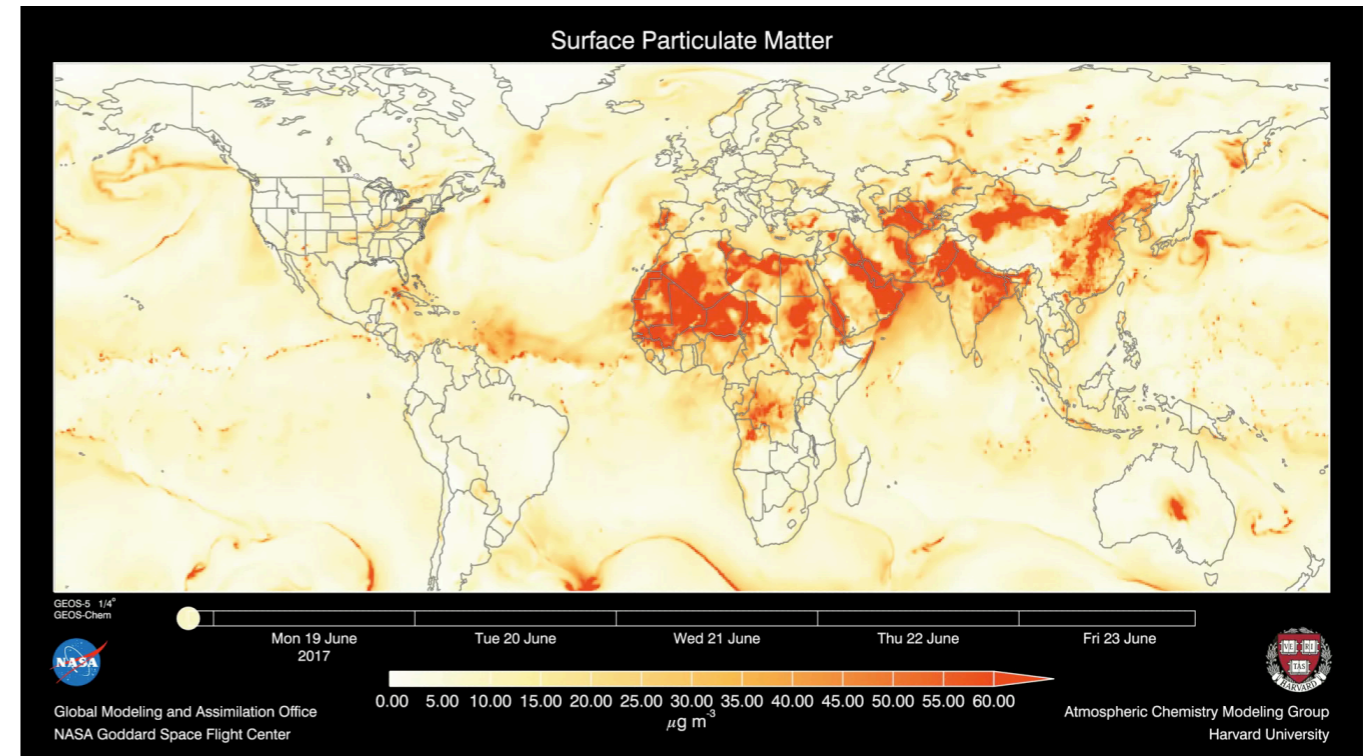 Surface Particulate Matter
GEOS-5 1/4°
GEOS-Chem
Mon 19 June Tue 20 June Wed 21 June Thu 22 June Fri 23 June
2017
0.00 5.00 10.00 15.00 20.00 25.00 30.00 35.00 40.00 45.00 50.00 55.00 60.00
μg m⁻³
NASA
Global Modeling and Assimilation Office
NASA Goddard Space Flight Center
VE RI
TAS
HARVARD
Atmospheric Chemistry Modeling Group
Harvard University